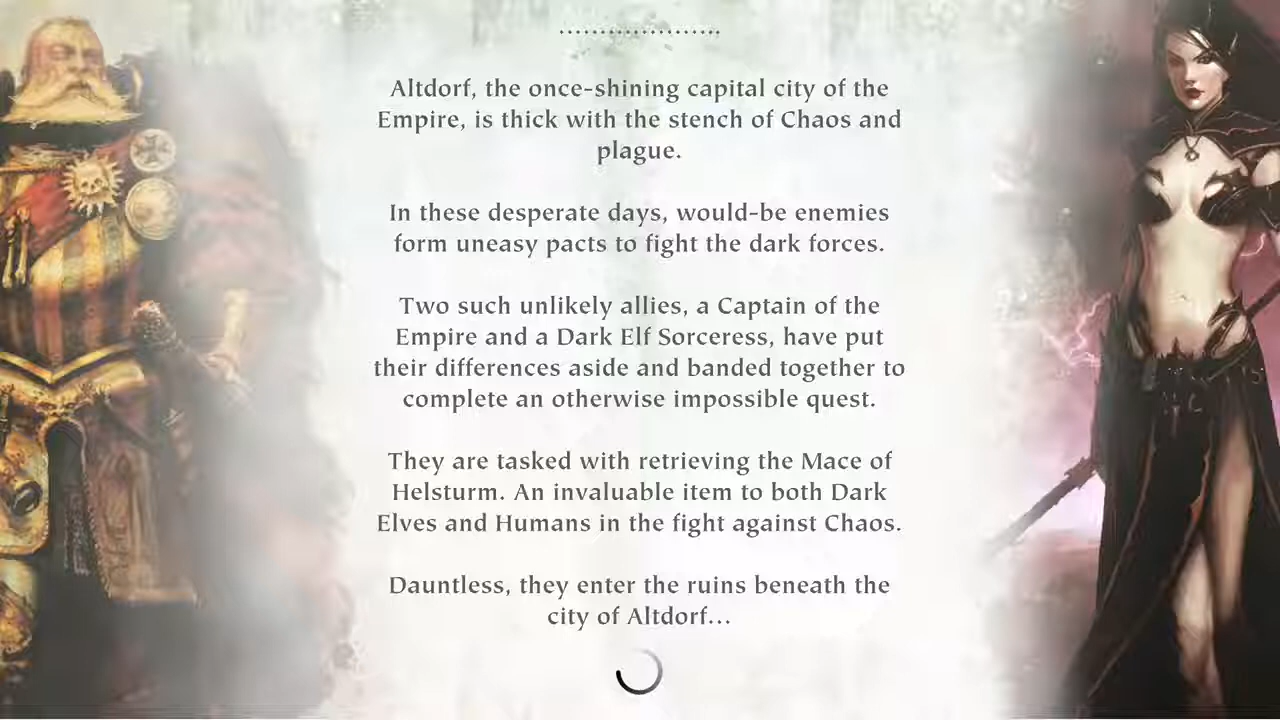 Altdorf, the once-shining capital city of the
Empire, is thick with the stench of Chaos and
plague.
In these desperate days, would-be enemies
form uneasy pacts to fight the dark forces.
Two such unlikely allies, a Captain of the
Empire and a Dark Elf Sorceress, have put
their differences aside and banded together to
complete an otherwise impossible quest.
They are tasked with retrieving the Mace of
Helsturm. An invaluable item to both Dark
Elves and Humans in the fight against Chaos.
Dauntless, they enter the ruins beneath the
city of Altdorf...